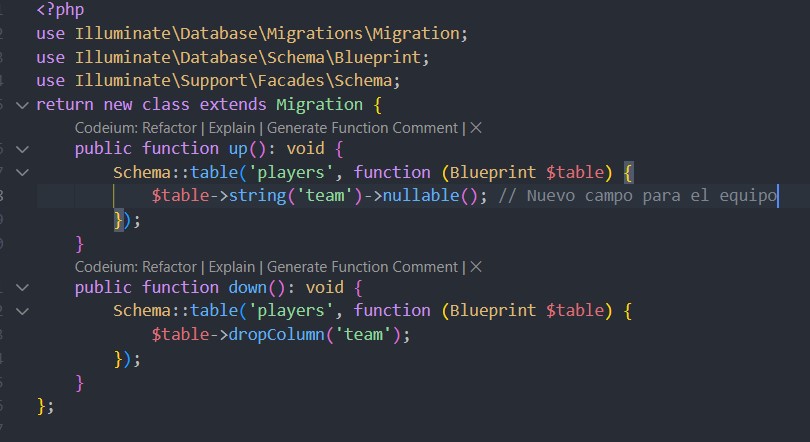 <?php
use Illuminate\Database\Migrations\Migration;
use Illuminate\Database\Schema\Blueprint;
use Illuminate\Support\Facades\Schema;
return new class extends Migration {
Codeium: Refactor | Explain | Generate Function Comment | ×
public function up(): void {
Schema::table('players', function (Blueprint $table) {
$table->string('team')->nullable(); // Nuevo campo para el equipo
});
}
Codeium: Refactor | Explain | Generate Function Comment | ×
public function down(): void {
Schema::table('players', function (Blueprint $table) {
$table->dropColumn('team');
});
}
};